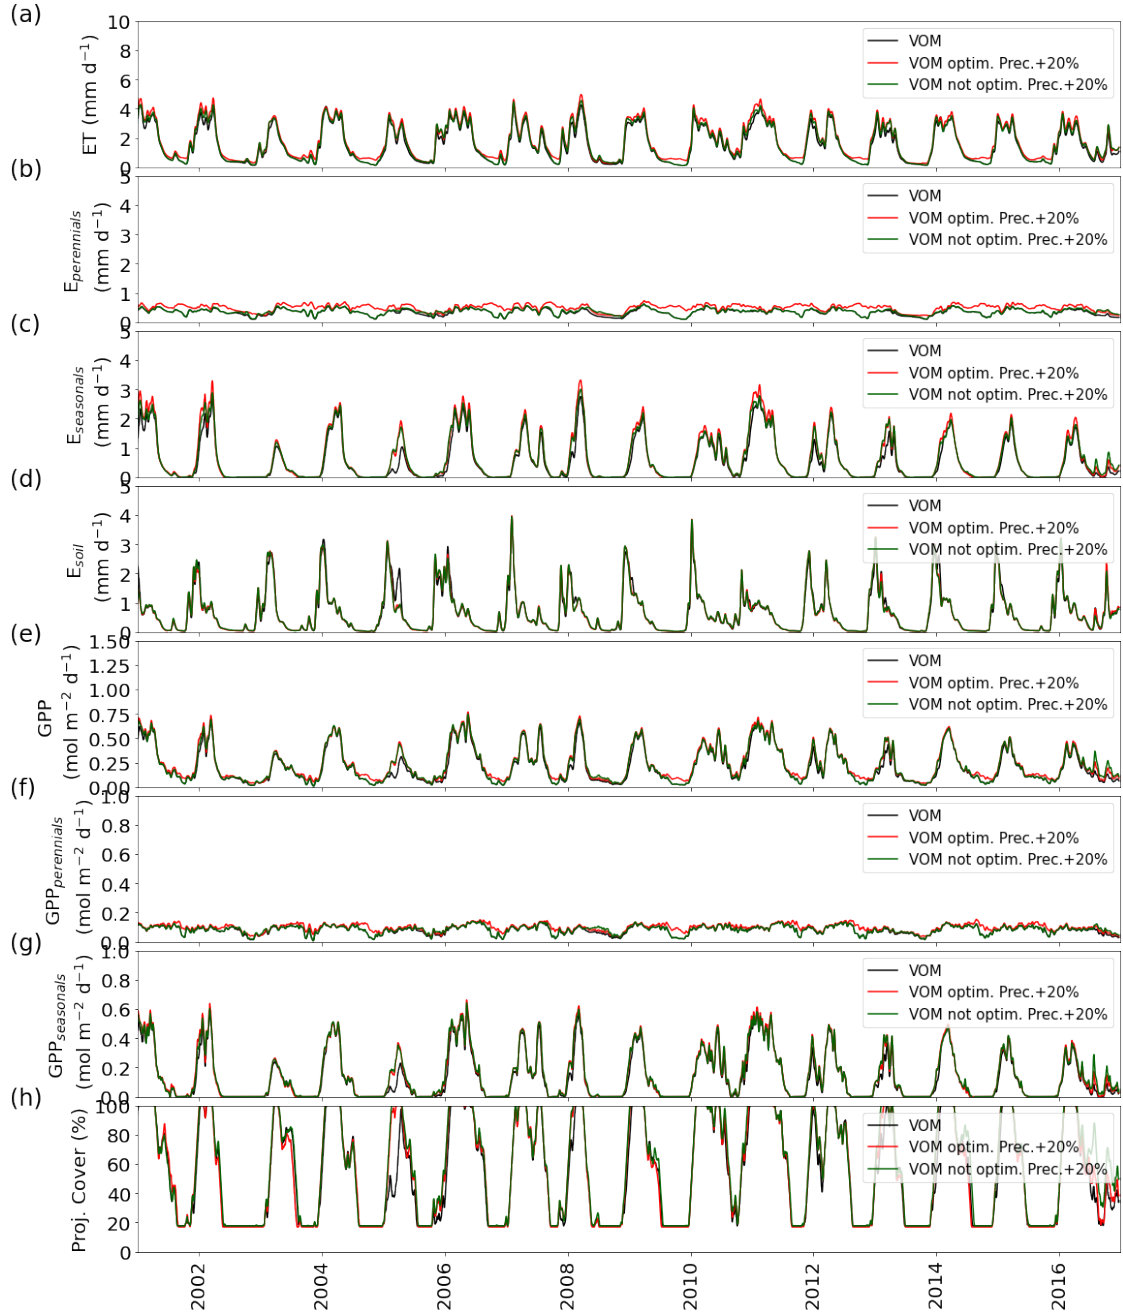 (a)
10
8
6
4
2
0
ET (mm d⁻¹)
VOM
VOM optim. Prec.+20%
VOM not optim. Prec.+20%
(b)
5
4
3
2
1
0
E_perennials
(mm d⁻¹)
VOM
VOM optim. Prec.+20%
VOM not optim. Prec.+20%
(c)
5
4
3
2
1
0
E_seasonals
(mm d⁻¹)
VOM
VOM optim. Prec.+20%
VOM not optim. Prec.+20%
(d)
5
4
3
2
1
0
E_soil
(mm d⁻¹)
VOM
VOM optim. Prec.+20%
VOM not optim. Prec.+20%
(e)
1.50
1.25
1.00
0.75
0.50
0.25
0.00
GPP
(mol m⁻² d⁻¹)
VOM
VOM optim. Prec.+20%
VOM not optim. Prec.+20%
(f)
1.0
0.8
0.6
0.4
0.2
0.0
GPP_perennials
(mol m⁻² d⁻¹)
VOM
VOM optim. Prec.+20%
VOM not optim. Prec.+20%
(g)
1.0
0.8
0.6
0.4
0.2
0.0
GPP_seasonals
(mol m⁻² d⁻¹)
VOM
VOM optim. Prec.+20%
VOM not optim. Prec.+20%
(h)
100
80
60
40
20
0
Proj. Cover (%)
VOM
VOM optim. Prec.+20%
VOM not optim. Prec.+20%
2002
2004
2006
2008
2010
2012
2014
2016